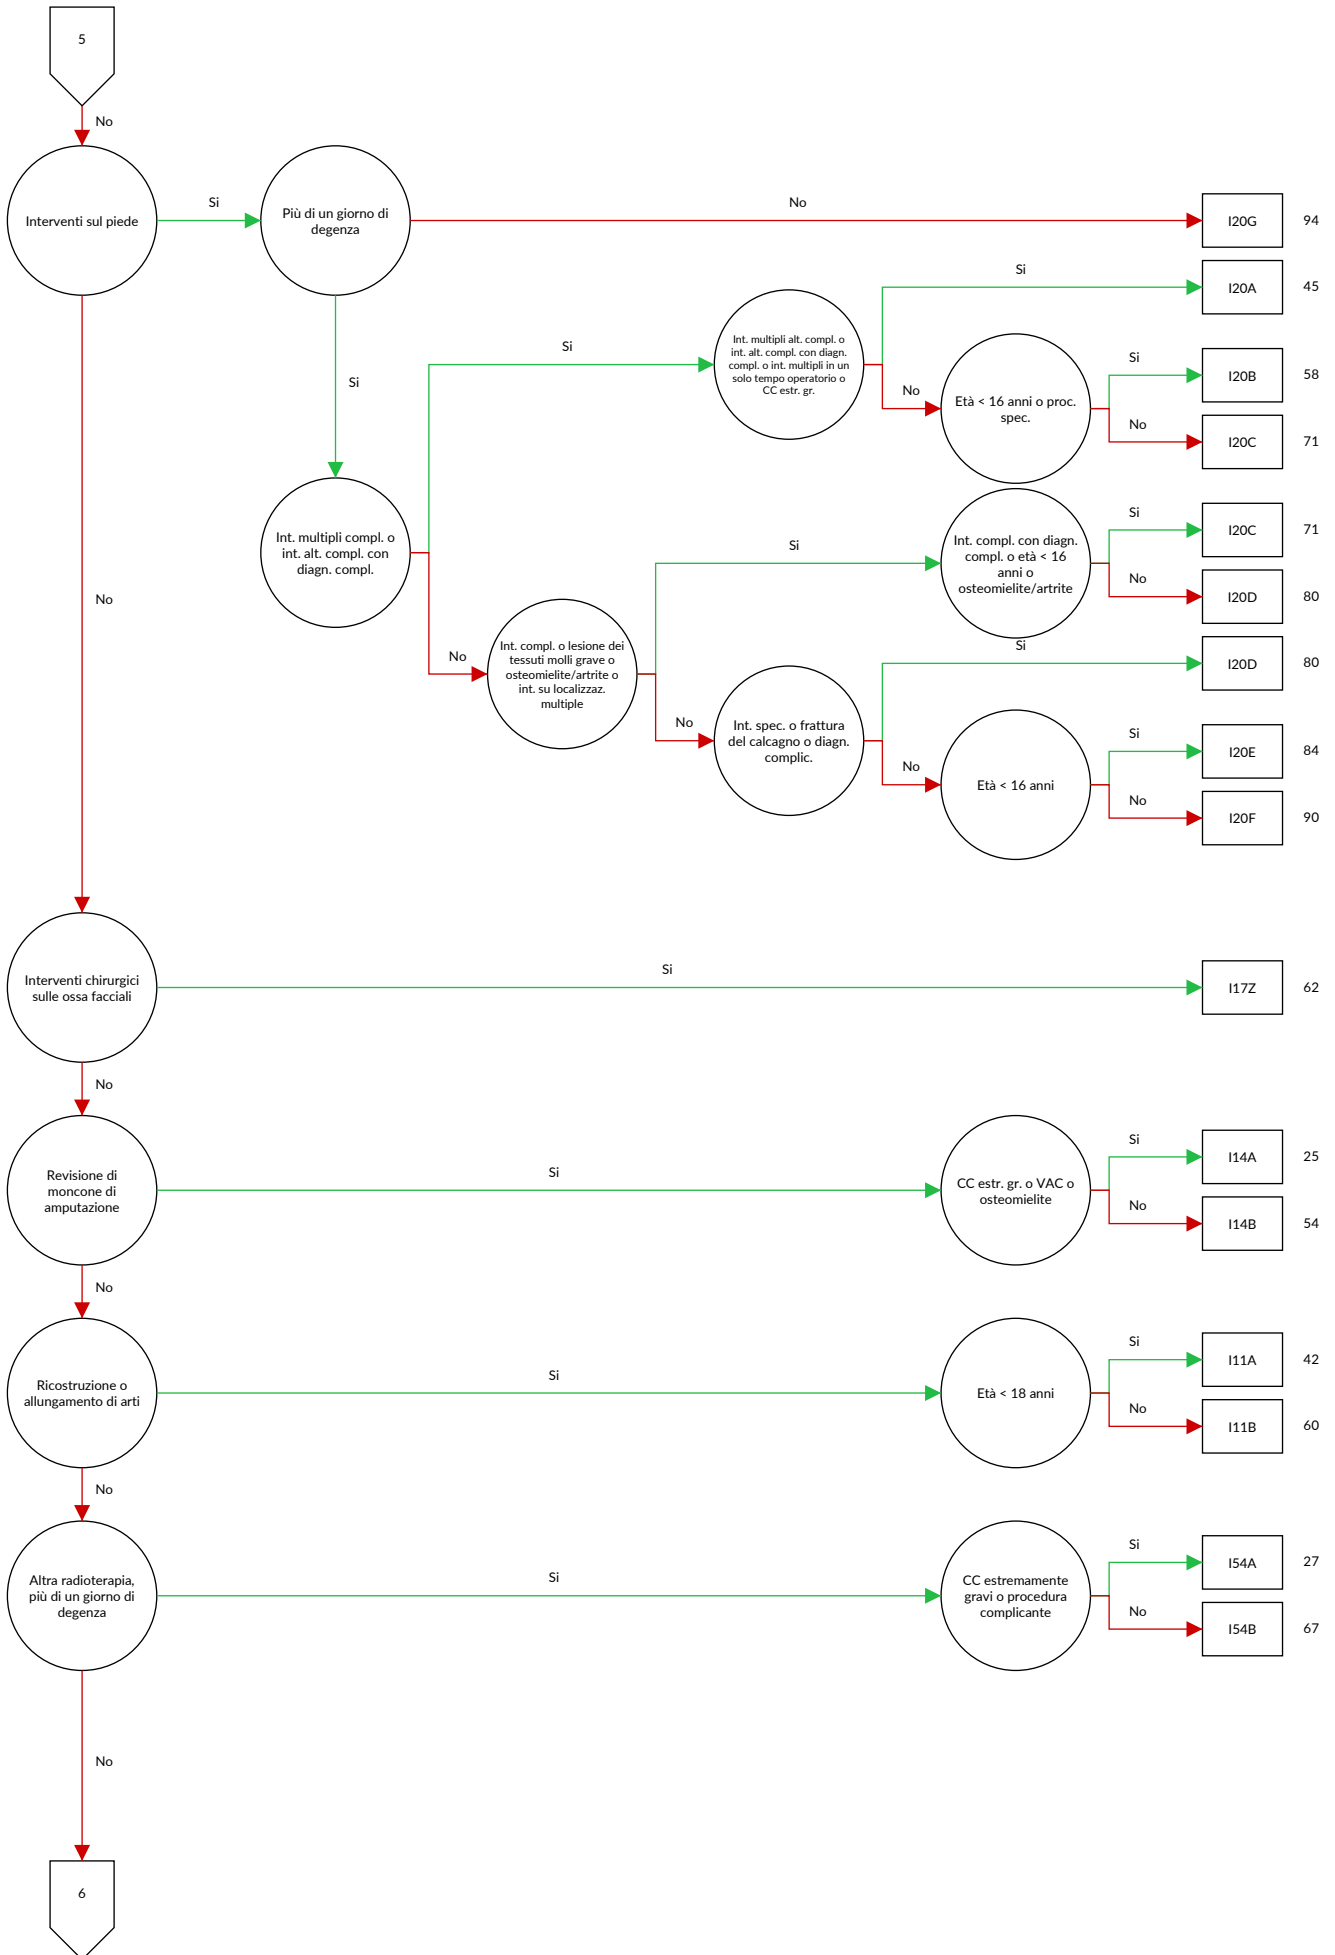 5
No
Interventi sul piede
Si
Più di un giorno di
degenza
No
I20G
94
Si
I20A
45
Si
Int. multipli alt. compl. o
int. alt. compl. con diagn.
compl. o int. multipli in un
solo tempo operatorio o
CC estr. gr.
Si
No
Età < 16 anni o proc.
spec.
Si
I20B
58
No
I20C
71
Int. multipli compl. o
int. alt. compl. con
diagn. compl.
Si
Int. compl. con diagn.
compl. o età < 16
anni o
osteomielite/artrite
Si
I20C
71
No
I20D
80
No
No
Int. compl. o lesione dei
tessuti molli grave o
osteomielite/artrite o
int. su localizzaz.
multiple
Si
I20D
80
No
Int. spec. o frattura
del calcagno o diagn.
complic.
No
Età < 16 anni
Si
I20E
84
No
I20F
90
Interventi chirurgici
sulle ossa facciali
Si
I17Z
62
No
Revisione di
moncone di
amputazione
Si
CC estr. gr. o VAC o
osteomielite
Si
I14A
25
No
I14B
54
No
Ricostruzione o
allungamento di arti
Si
Età < 18 anni
Si
I11A
42
No
I11B
60
No
Altra radioterapia,
più di un giorno di
degenza
Si
CC estremamente
gravi o procedura
complicante
Si
I54A
27
No
I54B
67
No
6